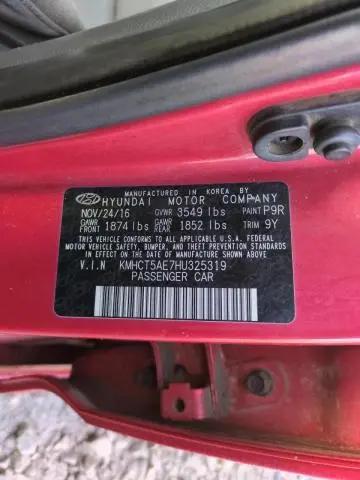 MANUFACTURED IN KOREA BY
HYUNDAI MOTOR COMPANY
NOV/24/16 GVWR 3549 lbs PAINT P9R
GAWR FRONT 1874 lbs GAWR REAR 1852 lbs TRIM 9Y
THIS VEHICLE CONFORMS TO ALL APPLICABLE U.S.A. FEDERAL
MOTOR VEHICLE SAFETY, BUMPER, AND THEFT PREVENTION STANDARDS
IN EFFECT ON THE DATE OF MANUFACTURE SHOWN ABOVE.
V.I.N KMHCT5AE7HU325319
PASSENGER CAR